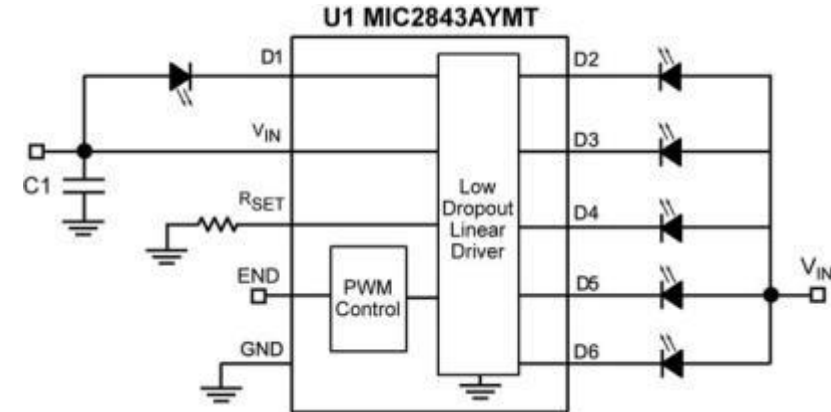 U1 MIC2843AYMT
D1
D2
VIN
D3
C1
RSET
Low
Dropout
Linear
Driver
D4
END
PWM
Control
D5
VIN
GND
D6